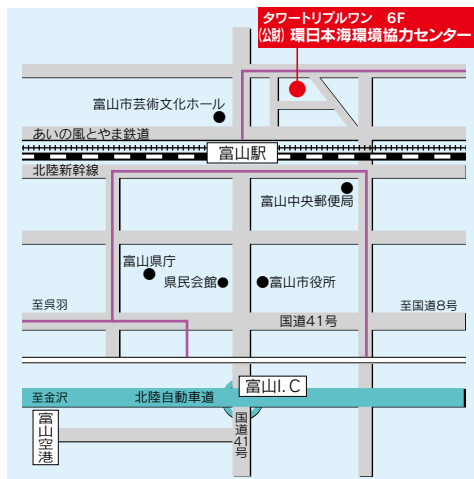 タワートリプルワン 6F
(公財) 環日本海環境協力センター
富山市芸術文化ホール
あいの風とやま鉄道
富山駅
北陸新幹線
富山中央郵便局
富山県庁
県民会館
富山市役所
至呉羽
国道41号
至国道8号
富山I.C
至金沢
北陸自動車道
富山空港
国道41号